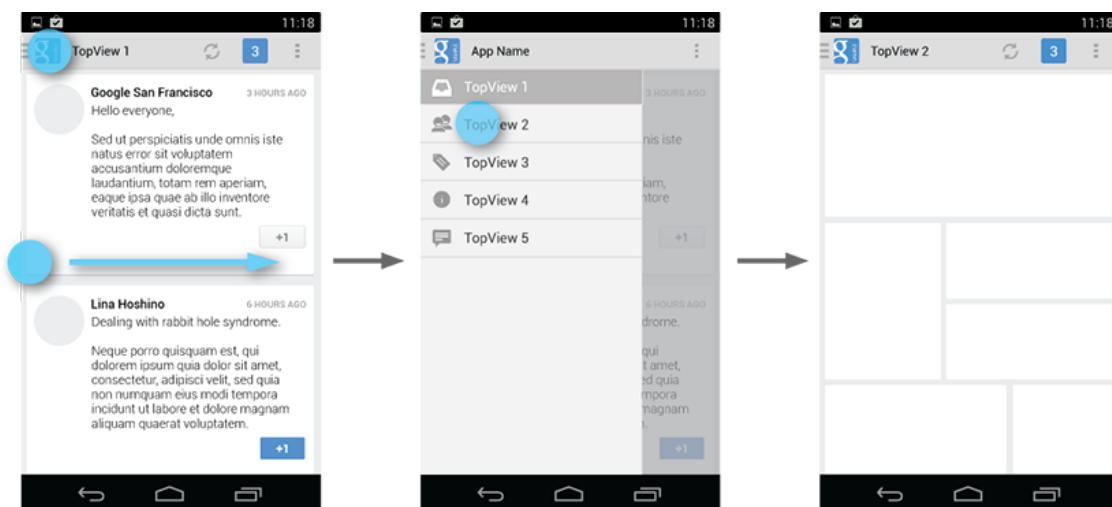 11:18
TopView 1
3
Google San Francisco
3 HOURS AGO
Hello everyone,
Sed ut perspiciatis unde omnis iste
natus error sit voluptatem
accusantium doloremque
laudantium, totam rem aperiam,
eaque ipsa quae ab illo inventore
veritatis et quasi dicta sunt.
+1
Lina Hoshino
6 HOURS AGO
Dealing with rabbit hole syndrome.
Neque porro quisquam est, qui
dolorem ipsum quia dolor sit amet,
consectetur, adipisci velit, sed quia
non numquam eius modi tempora
incidunt ut labore et dolore magnam
aliquam quaerat voluptatem.
+1
11:18
App Name
TopView 1
TopView 2
TopView 3
TopView 4
TopView 5
3 HOURS AGO
nis iste
iam,
ntore
+1
6 HOURS AGO
drome.
qui
t amet,
ed quia
mpora
magnam
+1
11:18
TopView 2
3